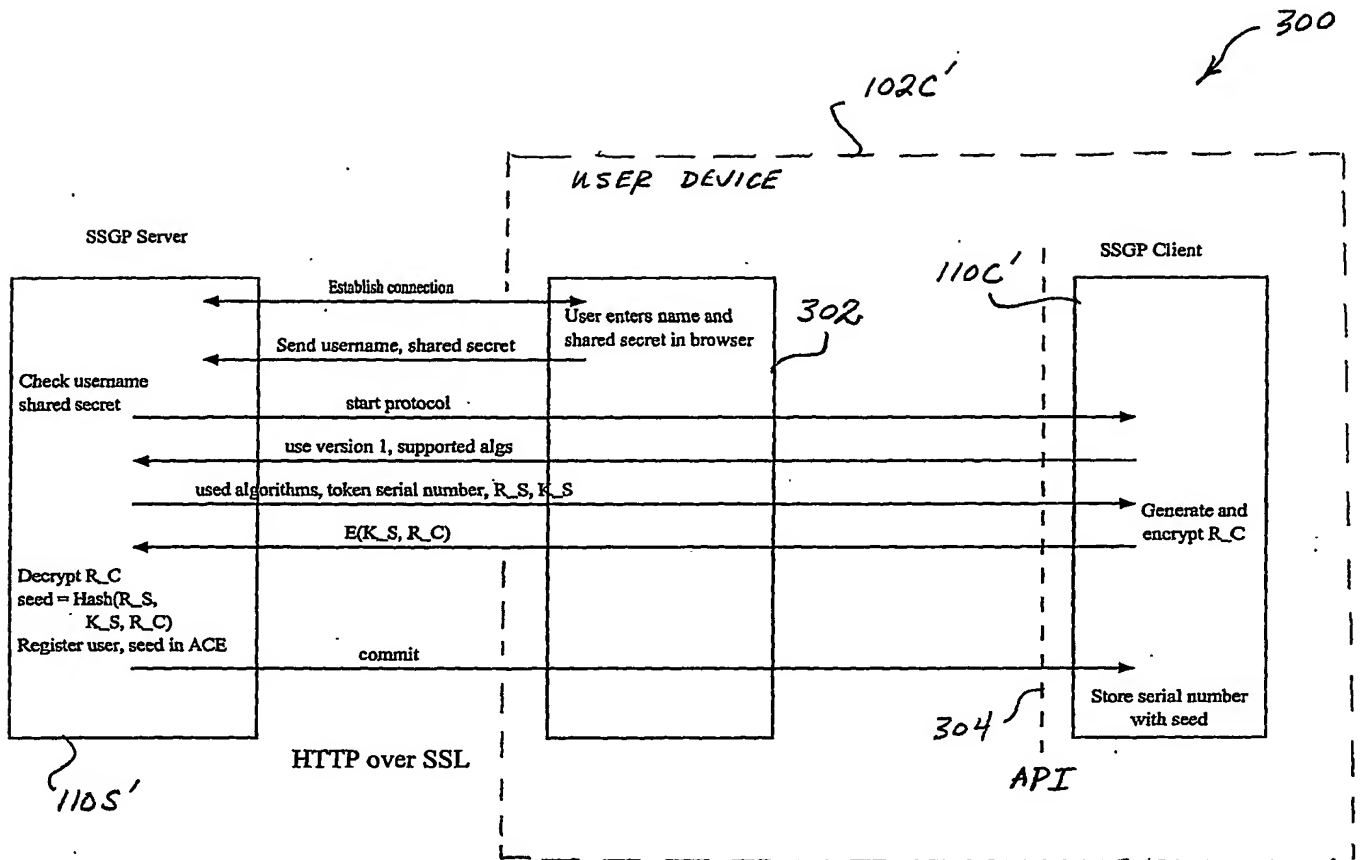 300
102C'
USER DEVICE
SSGP Server
SSGP Client
110C'
Establish connection
User enters name and
shared secret in browser
302
Send username, shared secret
Check username
shared secret
start protocol
use version 1, supported algs
used algorithms, token serial number, R_S, K_S
Generate and
encrypt R_C
E(K_S, R_C)
Decrypt R_C
seed = Hash(R_S,
K_S, R_C)
Register user, seed in ACE
commit
Store serial number
with seed
304
HTTP over SSL
API
110S'